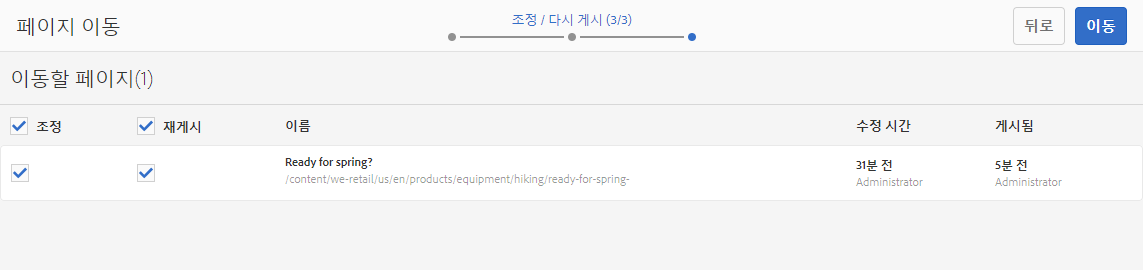 페이지 이동
조정 / 다시 게시 (3/3)
뒤로
이동
이동할 페이지(1)
조정
재게시
이름
수정 시간
게시됨
Ready for spring?
/content/we-retail/us/en/products/equipment/hiking/ready-for-spring-
31분 전
Administrator
5분 전
Administrator